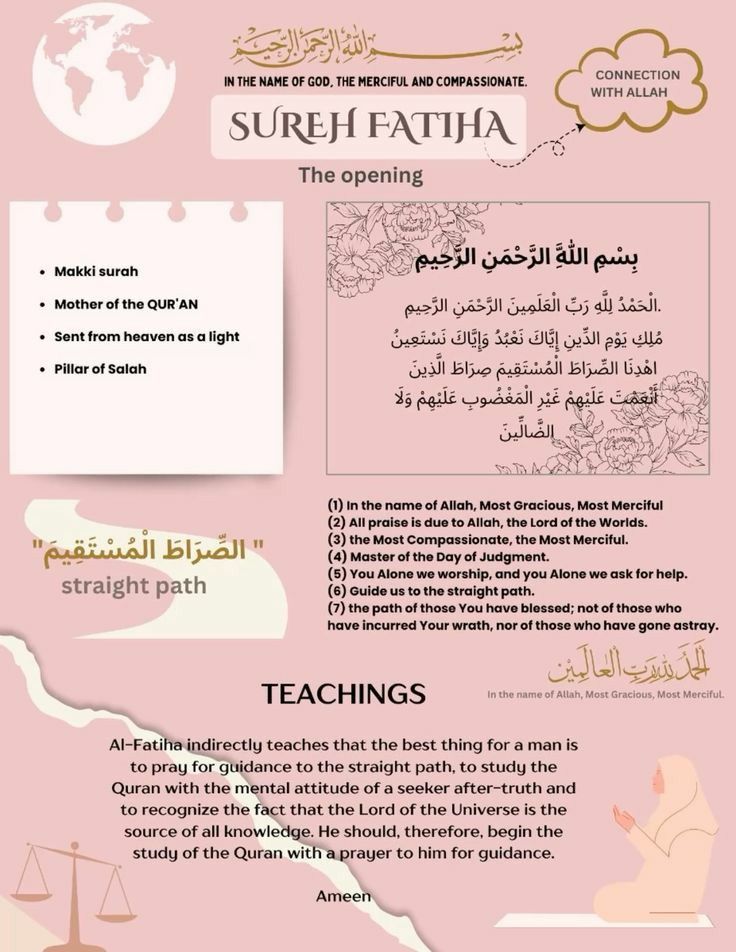 بِسْمِ اللهِ الرَّحْمٰنِ الرَّحِيْمِ
IN THE NAME OF GOD, THE MERCIFUL AND COMPASSIONATE.
SUREH FATIHA
The opening
CONNECTION
WITH ALLAH
• Makki surah
• Mother of the QUR'AN
• Sent from heaven as a light
• Pillar of Salah
بِسْمِ اللَّهِ الرَّحْمَنِ الرَّحِيمِ
الْحَمْدُ لِلَّهِ رَبِّ الْعَلَمِينَ الرَّحْمَنِ الرَّحِيمِ.
مُلِكِ يَوْمِ الدِّينِ إِيَّاكَ نَعْبُدُ وَإِيَّاكَ نَسْتَعِينُ
اهْدِنَا الصِّرَاطَ الْمُسْتَقِيمَ صِرَاطَ الَّذِينَ
أَنْعَمْتَ عَلَيْهِمْ غَيْرِ الْمَغْضُوبِ عَلَيْهِمْ وَلَا
الضَّالِّينَ
" الصِّرَاطَ الْمُسْتَقِيمَ"
straight path
(1) In the name of Allah, Most Gracious, Most Merciful
(2) All praise is due to Allah, the Lord of the Worlds.
(3) the Most Compassionate, the Most Merciful.
(4) Master of the Day of Judgment.
(5) You Alone we worship, and you Alone we ask for help.
(6) Guide us to the straight path.
(7) the path of those You have blessed; not of those who
have incurred Your wrath, nor of those who have gone astray.
الْحَمْدُ لِلّٰهِ رَبِّ الْعَالَمِيْن
In the name of Allah, Most Gracious, Most Merciful.
TEACHINGS
Al-Fatiha indirectly teaches that the best thing for a man is
to pray for guidance to the straight path, to study the
Quran with the mental attitude of a seeker after-truth and
to recognize the fact that the Lord of the Universe is the
source of all knowledge. He should, therefore, begin the
study of the Quran with a prayer to him for guidance.
Ameen